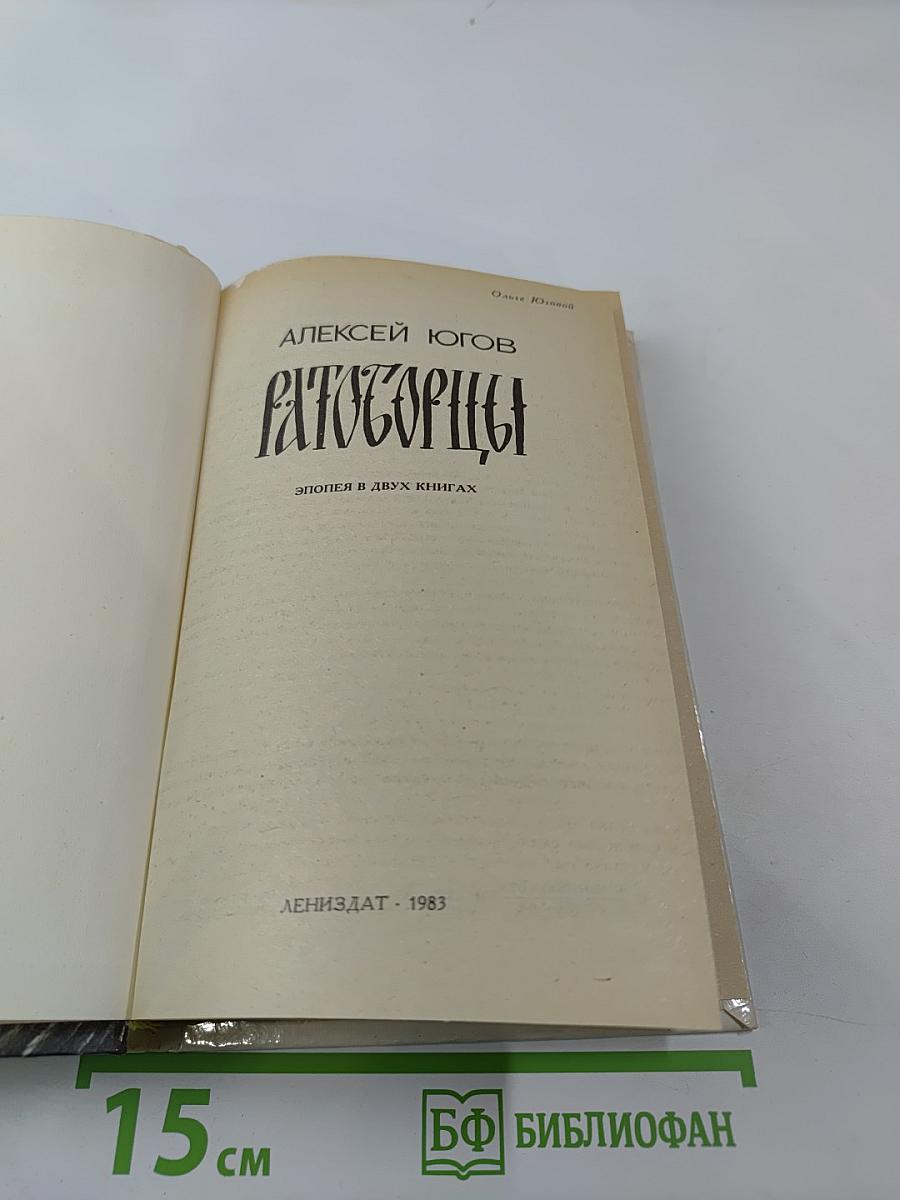 Ольге Юговой
АЛЕКСЕЙ ЮГОВ
РАТОБОРЦЫ
ЭПОПЕЯ В ДВУХ КНИГАХ
ЛЕНИЗДАТ · 1983
15 см
БФ БИБЛИОФАН